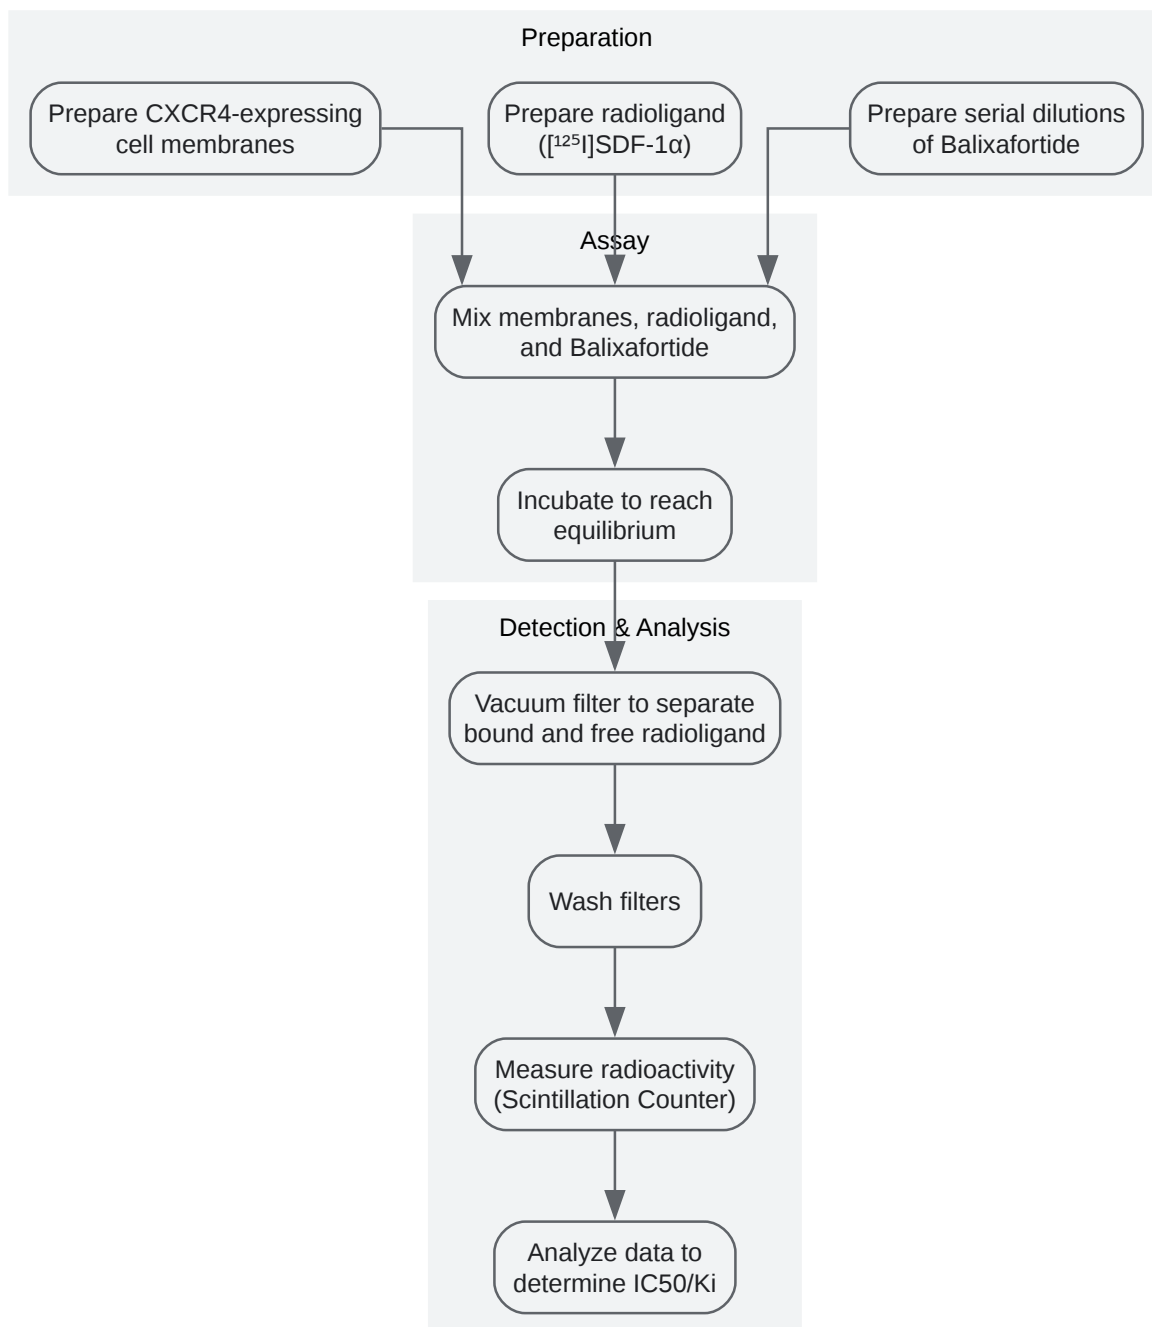 Preparation
Prepare CXCR4-expressing
cell membranes
Prepare radioligand
([¹²⁵I]SDF-1α)
Prepare serial dilutions
of Balixafortide
Assay
Mix membranes, radioligand,
and Balixafortide
Incubate to reach
equilibrium
Detection & Analysis
Vacuum filter to separate
bound and free radioligand
Wash filters
Measure radioactivity
(Scintillation Counter)
Analyze data to
determine IC50/Ki